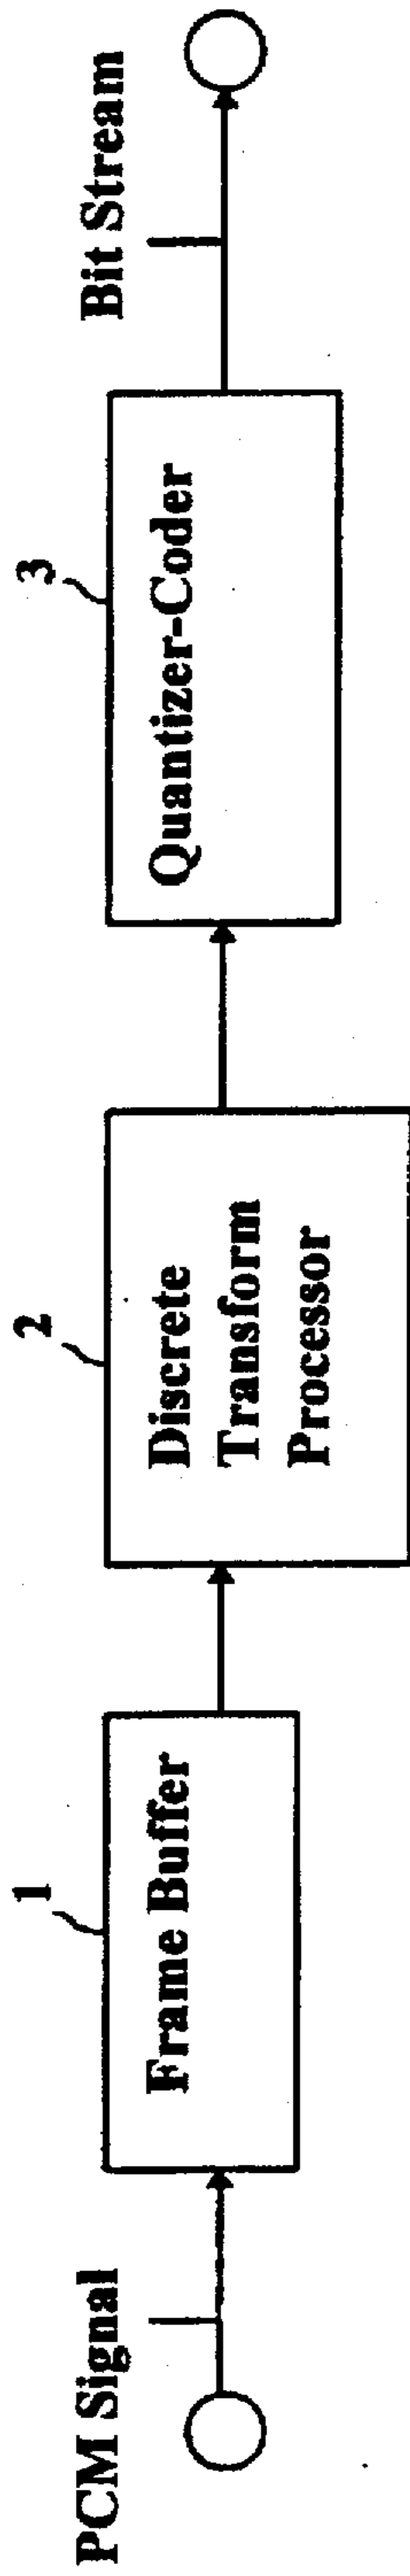 PCM Signal
1
Frame Buffer
2
Discrete
Transform
Processor
3
Quantizer-Coder
Bit Stream